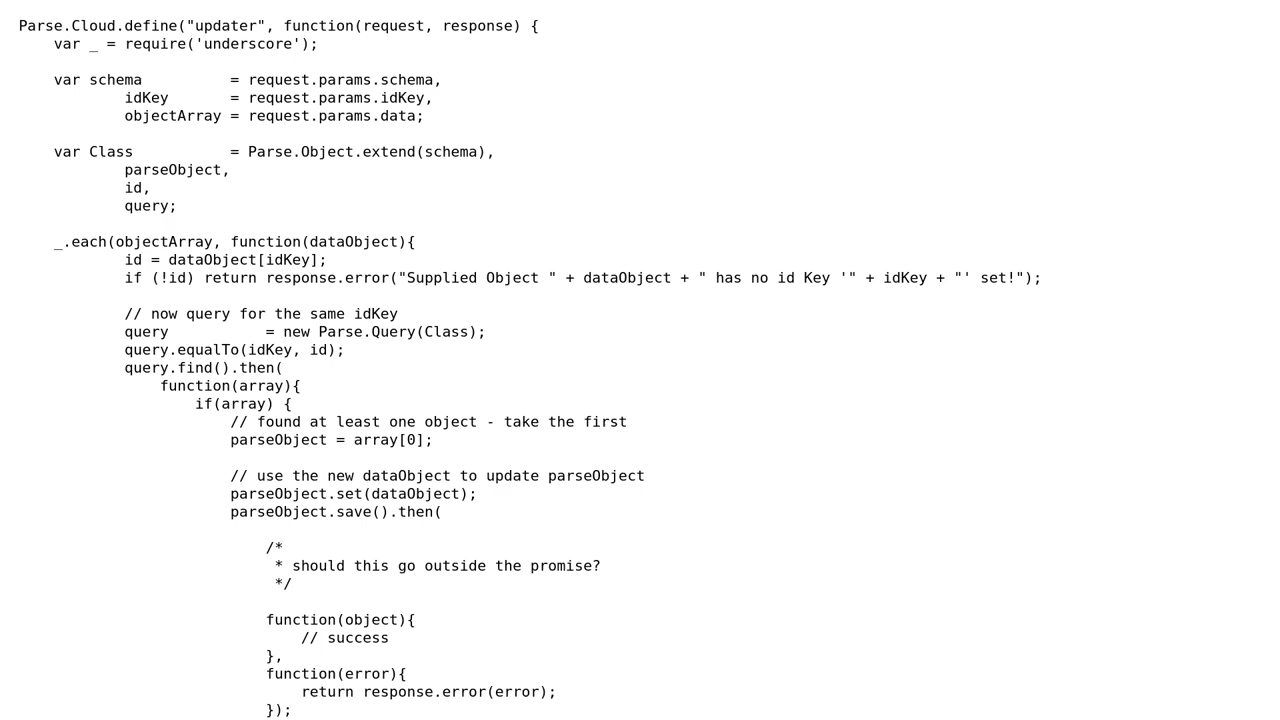 Parse.Cloud.define("updater", function(request, response) {
    var _ = require('underscore');

    var schema          = request.params.schema,
            idKey       = request.params.idKey,
            objectArray = request.params.data;

    var Class           = Parse.Object.extend(schema),
            parseObject,
            id,
            query;

    _.each(objectArray, function(dataObject){
            id = dataObject[idKey];
            if (!id) return response.error("Supplied Object " + dataObject + " has no id Key '" + idKey + "' set!");

            // now query for the same idKey
            query           = new Parse.Query(Class);
            query.equalTo(idKey, id);
            query.find().then(
                function(array){
                    if(array) {
                        // found at least one object - take the first
                        parseObject = array[0];

                        // use the new dataObject to update parseObject
                        parseObject.set(dataObject);
                        parseObject.save().then(

                            /*
                             * should this go outside the promise?
                             */

                            function(object){
                                // success
                            },
                            function(error){
                                return response.error(error);
                            });